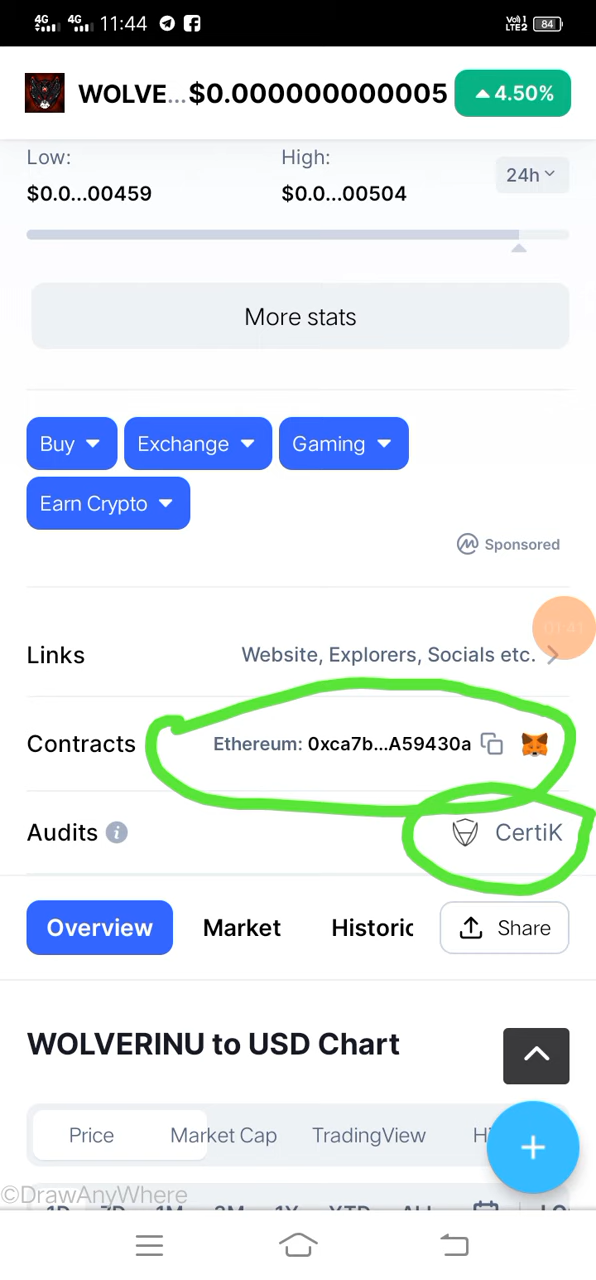 4G 4G 11:44
Vo)) 1 LTE2 84
WOLVE... $0.000000000005 4.50%
Low: High:
24h
$0.0...00459 $0.0...00504
More stats
Buy Exchange Gaming
Earn Crypto
Sponsored
01:41
Links Website, Explorers, Socials etc.
Contracts Ethereum: 0xca7b...A59430a
Audits CertiK
Overview Market Historic Share
WOLVERINU to USD Chart
Price Market Cap TradingView
©DrawAnyWhere